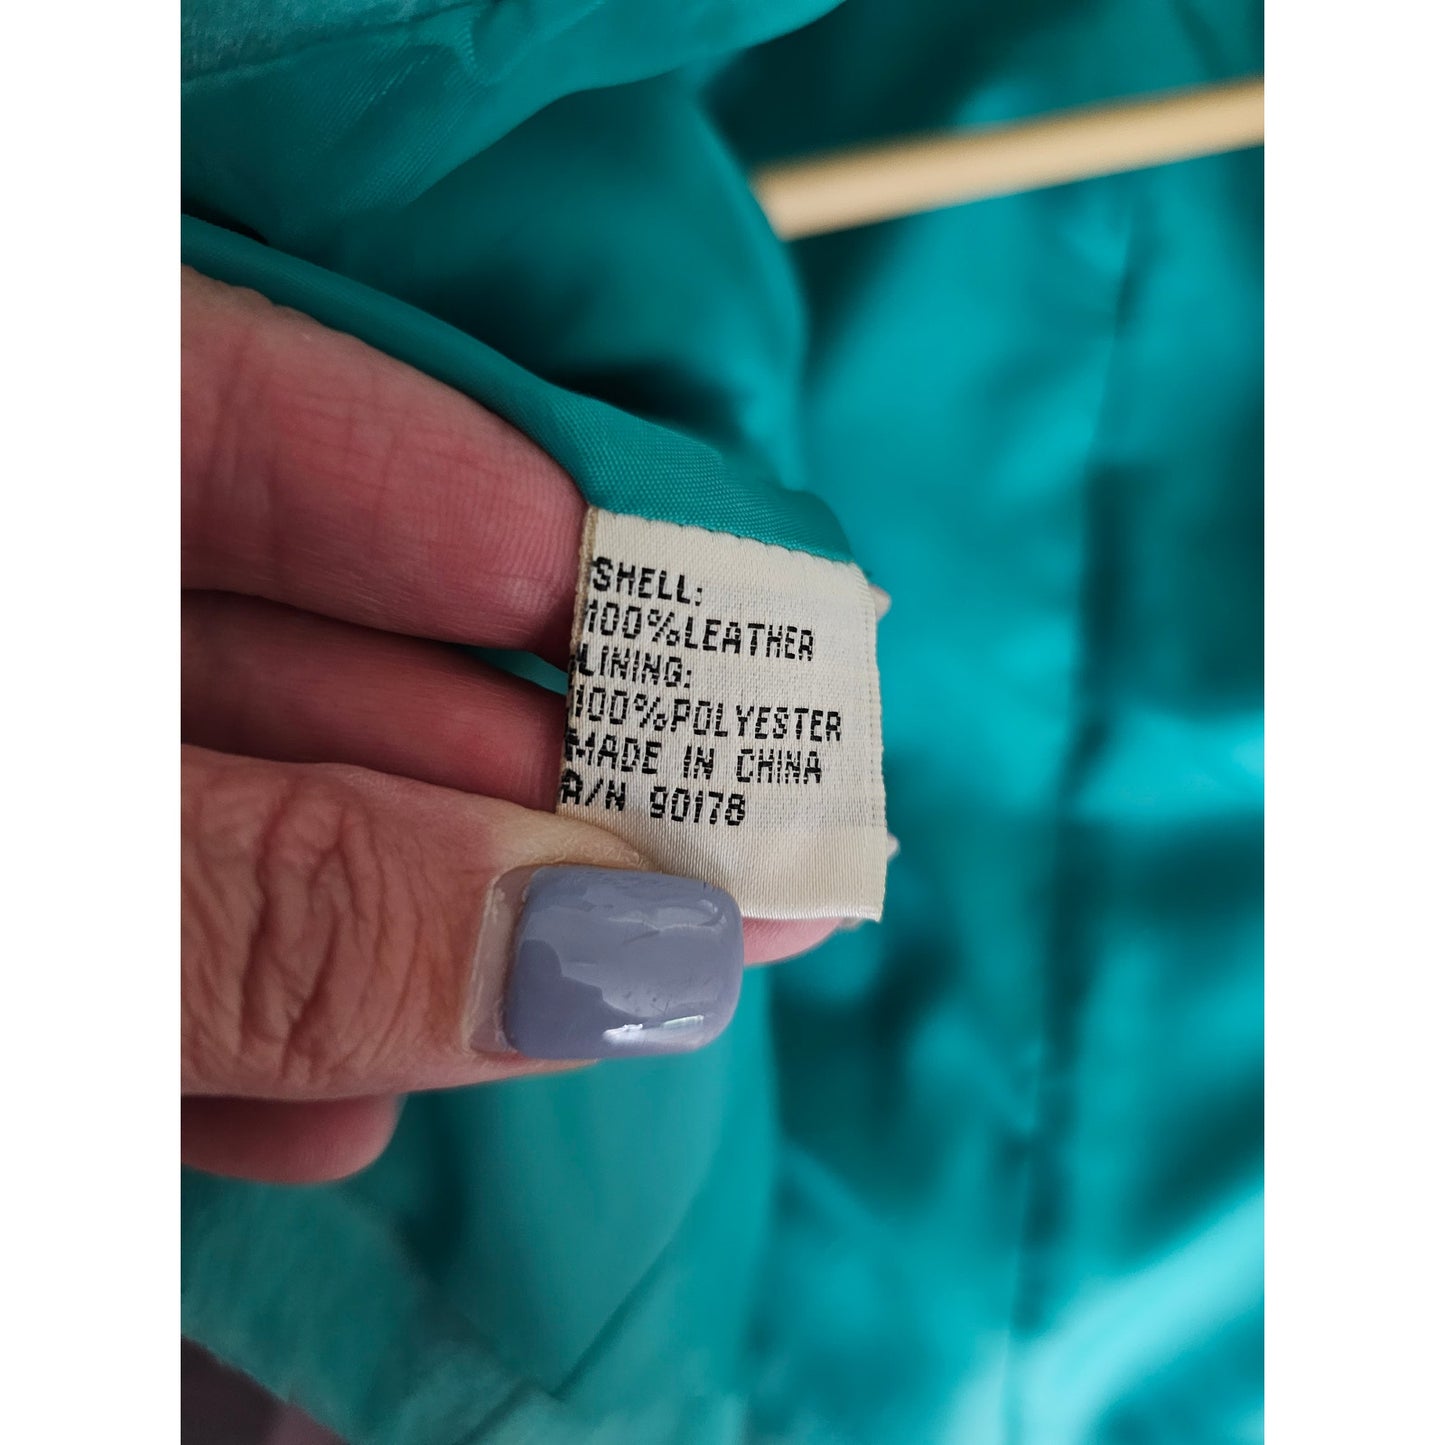 SHELL:
100%LEATHER
LINING:
100%POLYESTER
MADE IN CHINA
A/N 90178